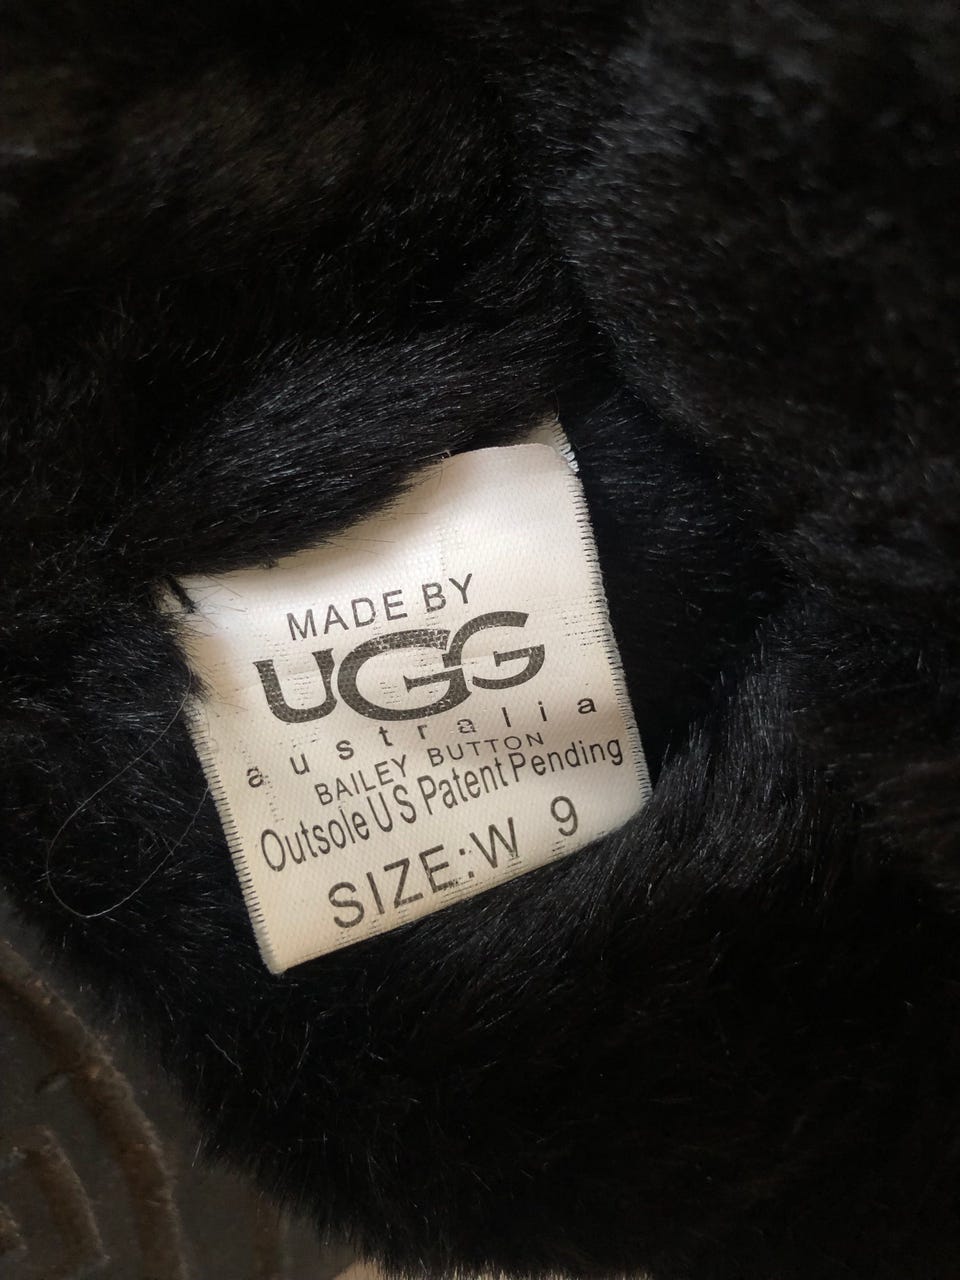 MADE BY
UGG
australia
BAILEY BUTTON
Outsole US Patent Pending
SIZE: W 9